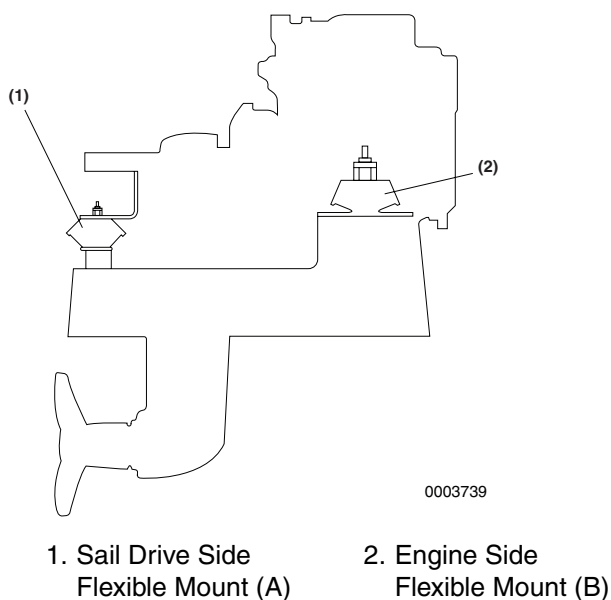 (1)
(2)
0003739
1. Sail Drive Side
Flexible Mount (A)
2. Engine Side
Flexible Mount (B)